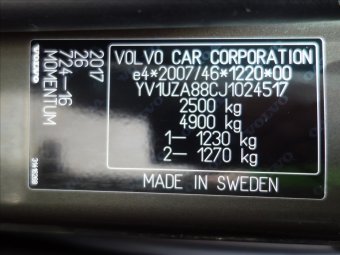 VOLVO
2017
26
724-16
MOMENTUM
VOLVO CAR CORPORATION
e4*2007/46*1220*00
YV1UZA88CJ1024517
2500 kg
4900 kg
1- 1230 kg
2- 1270 kg
MADE IN SWEDEN